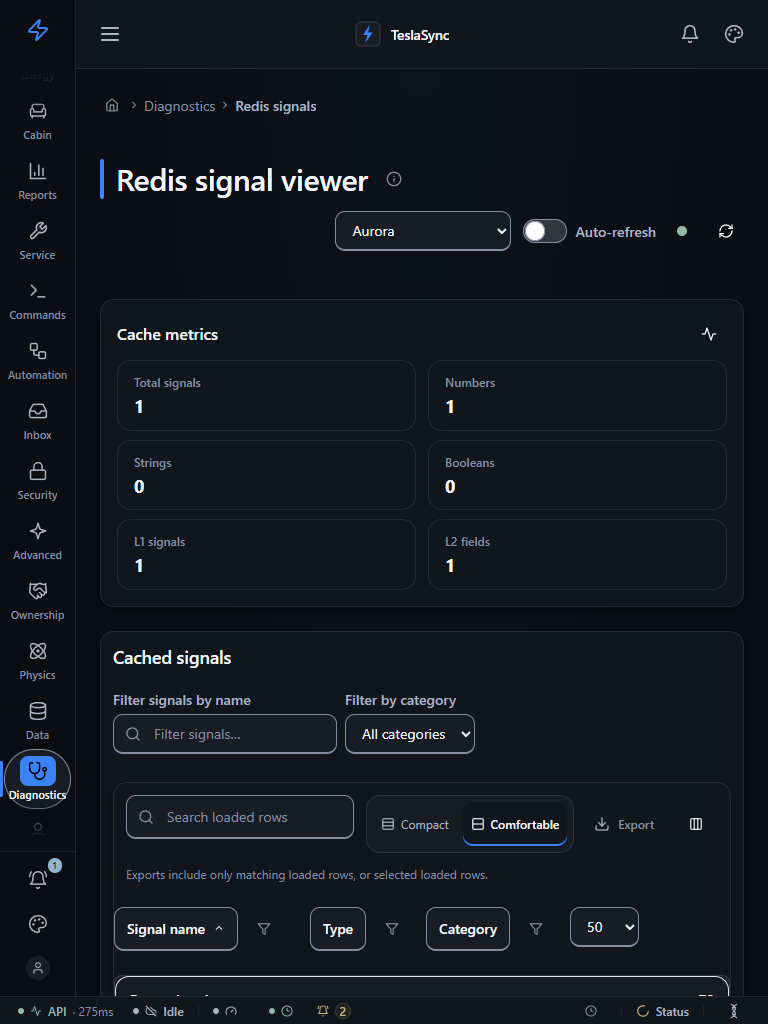 TeslaSync
Energy
Cabin
Reports
Service
Commands
Automation
Inbox
Security
Advanced
Ownership
Physics
Data
Diagnostics
1
Diagnostics > Redis signals
Redis signal viewer
Aurora
Auto-refresh
Cache metrics
Total signals
1
Numbers
1
Strings
0
Booleans
0
L1 signals
1
L2 fields
1
Cached signals
Filter signals by name
Filter by category
Filter signals...
All categories
Search loaded rows
Compact
Comfortable
Export
Exports include only matching loaded rows, or selected loaded rows.
Signal name
Type
Category
50
API · 275ms
Idle
2
Status